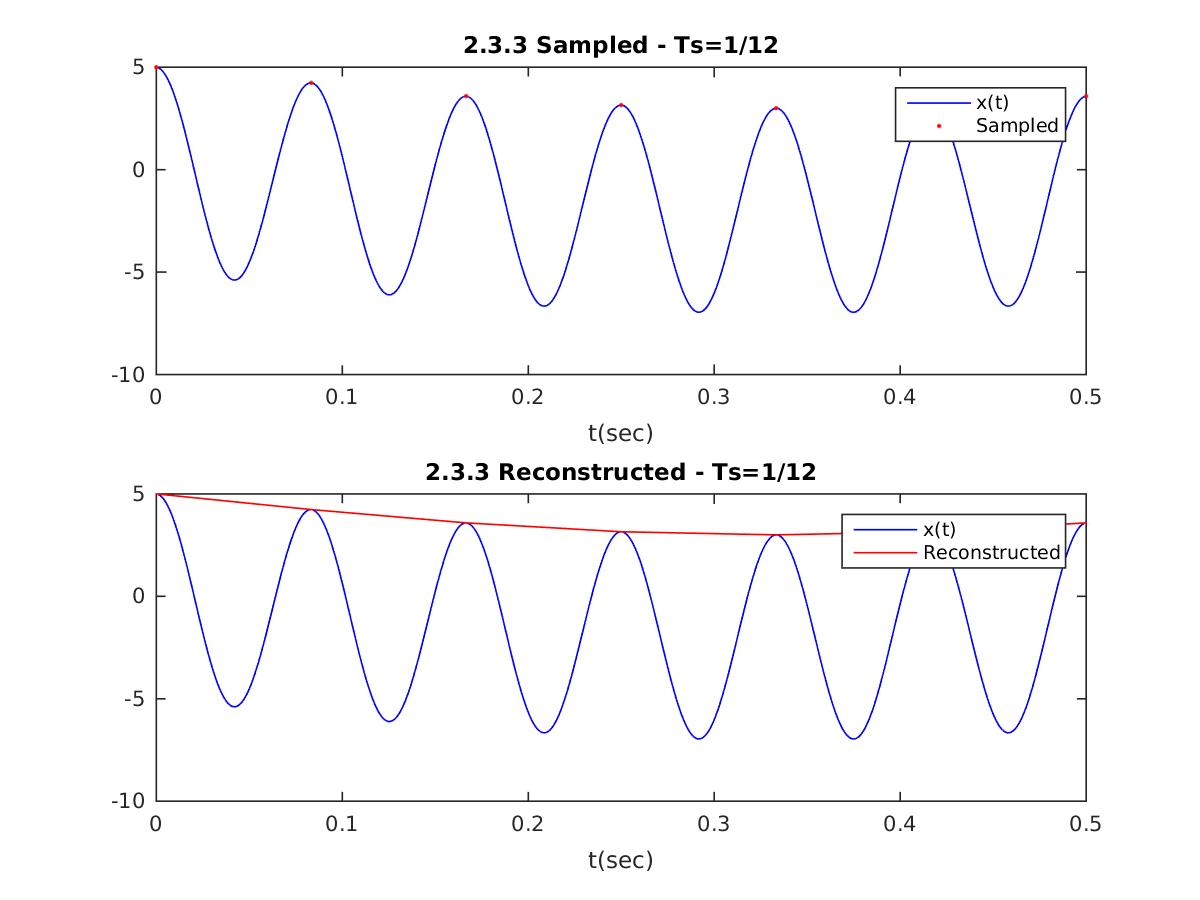 2.3.3 Sampled - Ts=1/12
5
x(t)
Sampled
0
-5
-10
0 0.1 0.2 0.3 0.4 0.5
t(sec)
2.3.3 Reconstructed - Ts=1/12
5
x(t)
Reconstructed
0
-5
-10
0 0.1 0.2 0.3 0.4 0.5
t(sec)